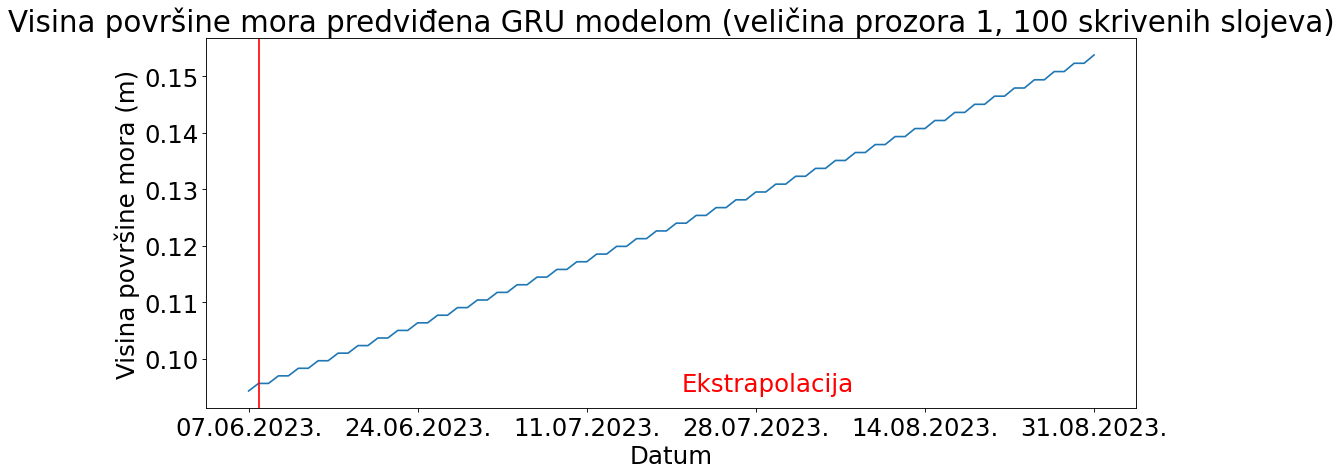 Visina površine mora predviđena GRU modelom (veličina prozora 1, 100 skrivenih slojeva)
Visina površine mora (m)
0.15
0.14
0.13
0.12
0.11
0.10
Ekstrapolacija
07.06.2023. 24.06.2023. 11.07.2023. 28.07.2023. 14.08.2023. 31.08.2023.
Datum